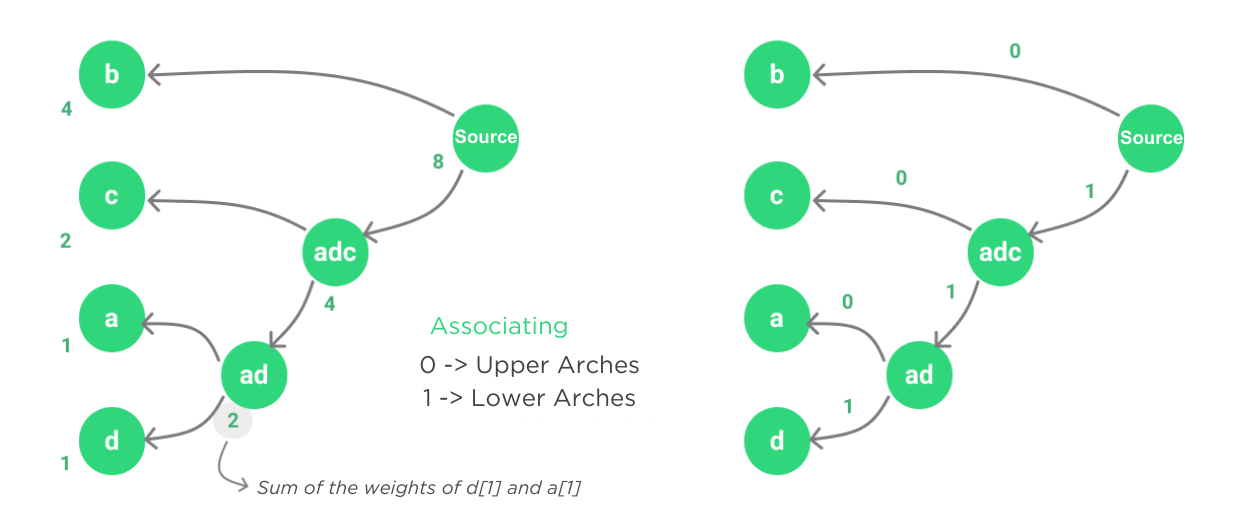 b
4
Source
8
c
2
adc
4
a
1
ad
2
d
1
Sum of the weights of d[1] and a[1]
Associating
0 -> Upper Arches
1 -> Lower Arches
b
0
Source
1
c
0
adc
1
a
0
ad
1
d